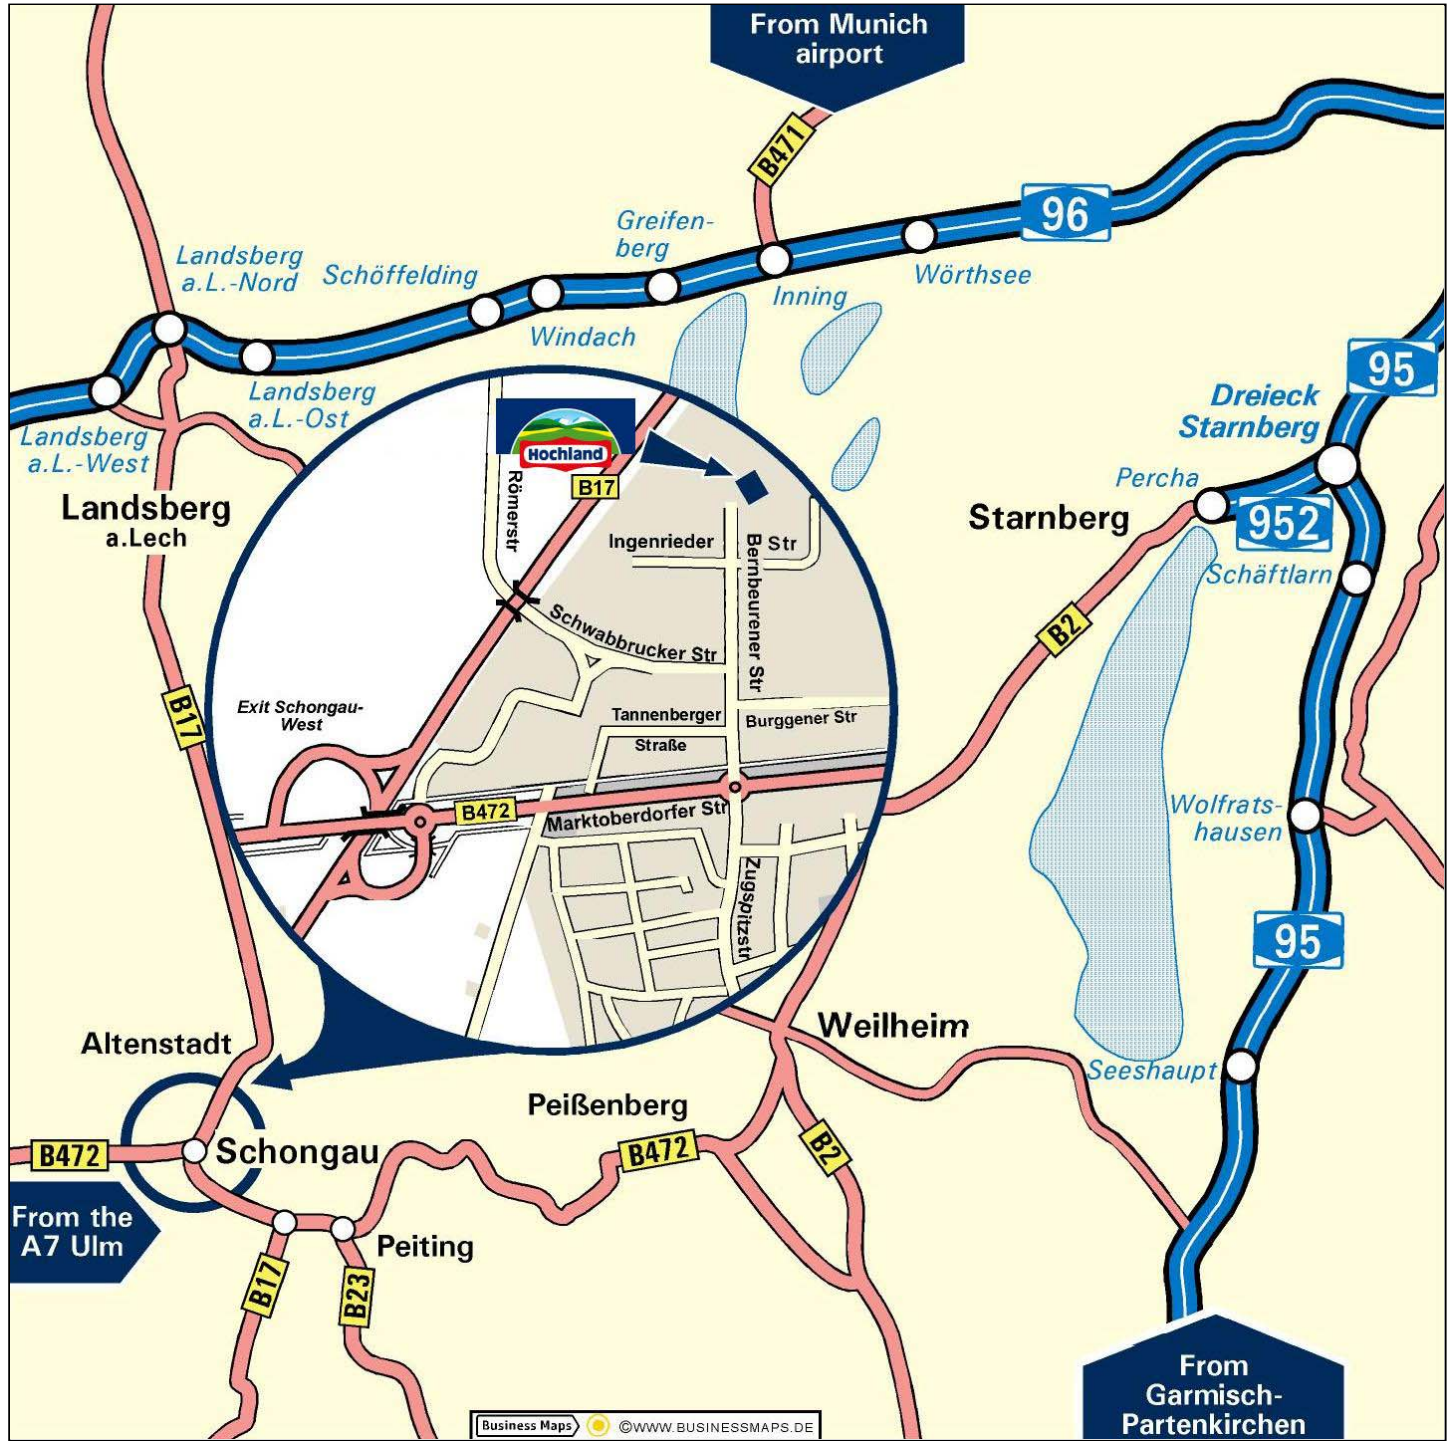 From Munich
airport
B471
96
Greifen-
berg
Landsberg
a.L.-Nord
Schöffelding
Wörthsee
Inning
Windach
95
Landsberg
a.L.-Ost
Dreieck
Starnberg
Landsberg
a.L.-West
Hochland
B17
Percha
Römerstr
Landsberg
a.Lech
Starnberg
952
Ingenrieder Str
Bernbeurener Str
Schäftlarn
Schwabbrucker Str
B2
B17
Exit Schongau-
West
Tannenberger
Straße
Burggener Str
B472
Marktoberdorfer Str
Wolfrats-
hausen
Zugspitzstr
95
Altenstadt
Weilheim
Seeshaupt
Peißenberg
B472
Schongau
B472
B2
From the
A7 Ulm
Peiting
B17
B23
From
Garmisch-
Partenkirchen
Business Maps
©WWW.BUSINESSMAPS.DE